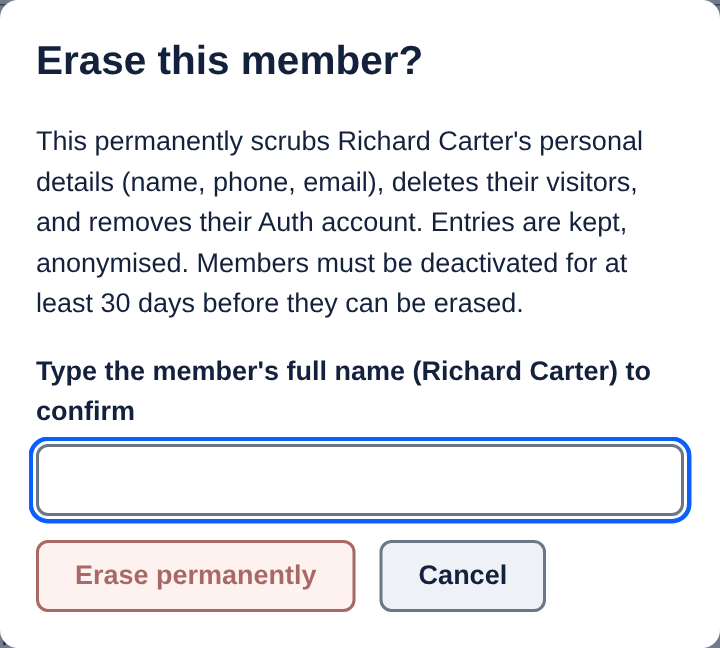 Erase this member?
This permanently scrubs Richard Carter's personal
details (name, phone, email), deletes their visitors,
and removes their Auth account. Entries are kept,
anonymised. Members must be deactivated for at
least 30 days before they can be erased.
Type the member's full name (Richard Carter) to
confirm
Erase permanently
Cancel